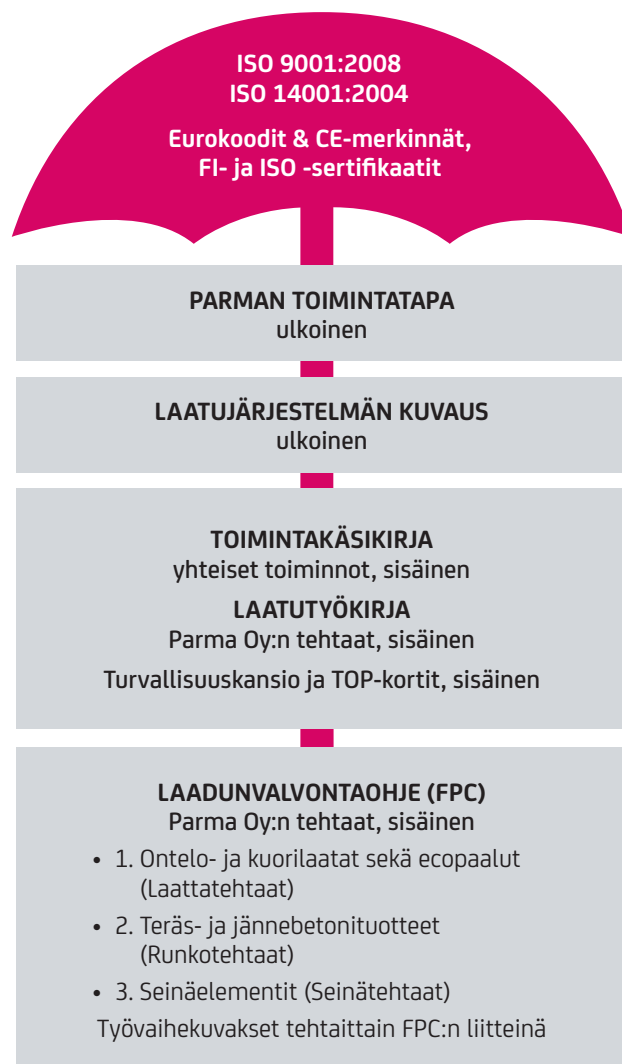 ISO 9001:2008
ISO 14001:2004
Eurokoodit & CE-merkinnät,
FI- ja ISO -sertifikaatit
PARMAN TOIMINTATAPA
ulkoinen
LAATUJÄRJESTELMÄN KUVAUS
ulkoinen
TOIMINTAKÄSIKIRJA
yhteiset toiminnot, sisäinen
LAATUTYÖKIRJA
Parma Oy:n tehtaat, sisäinen
Turvallisuuskansio ja TOP-kortit, sisäinen
LAADUNVALVONTAOHJE (FPC)
Parma Oy:n tehtaat, sisäinen
• 1. Ontelo- ja kuorilaatat sekä ecopaalut
(Laattatehtaat)
• 2. Teräs- ja jännebetonituotteet
(Runkotehtaat)
• 3. Seinäelementit (Seinätehtaat)
Työvaihekuvakset tehtaittain FPC:n liitteinä